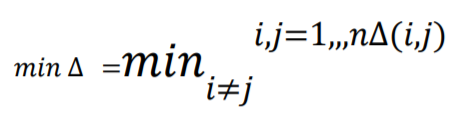 min Δ =min i≠j i,j=1,,,nΔ(i,j)